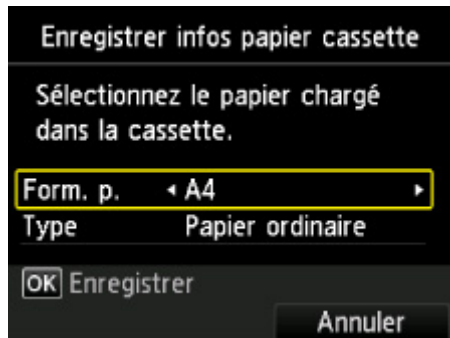 Enregistrer infos papier cassette
Sélectionnez le papier chargé
dans la cassette.
Form. p. A4
Type Papier ordinaire
OK Enregistrer
Annuler